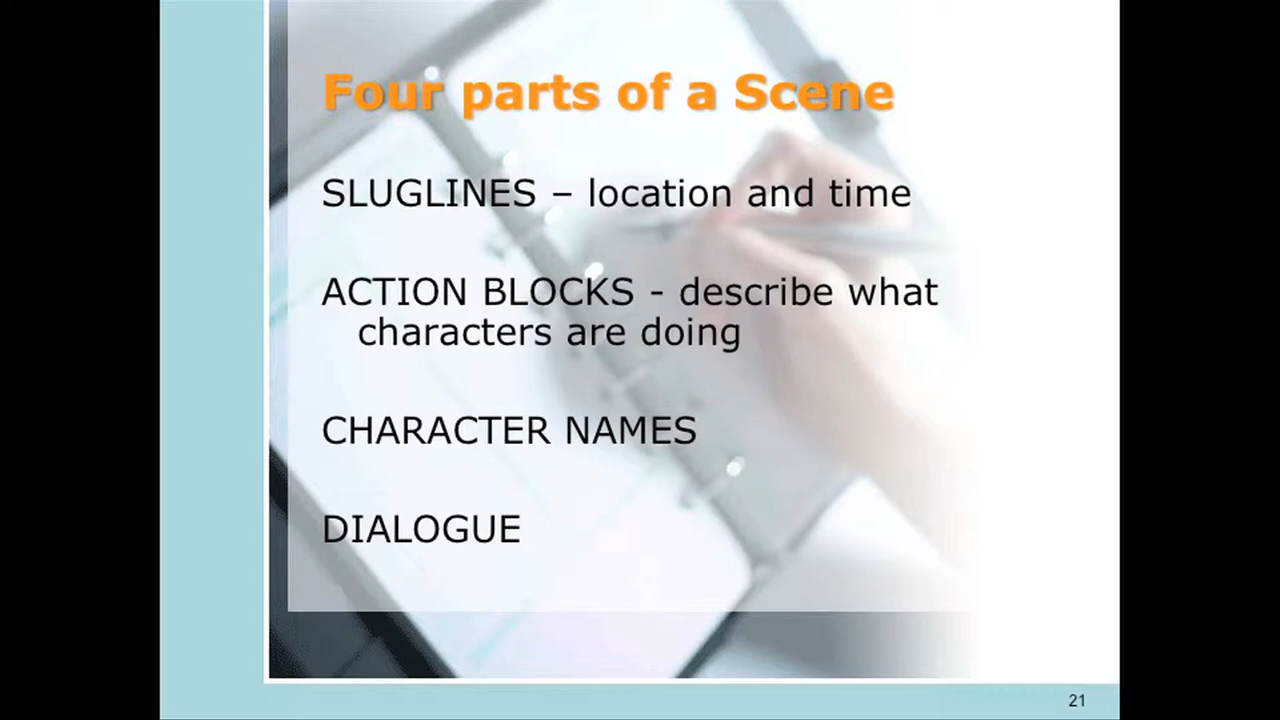 Four parts of a Scene
SLUGLINES – location and time
ACTION BLOCKS - describe what
characters are doing
CHARACTER NAMES
DIALOGUE
21